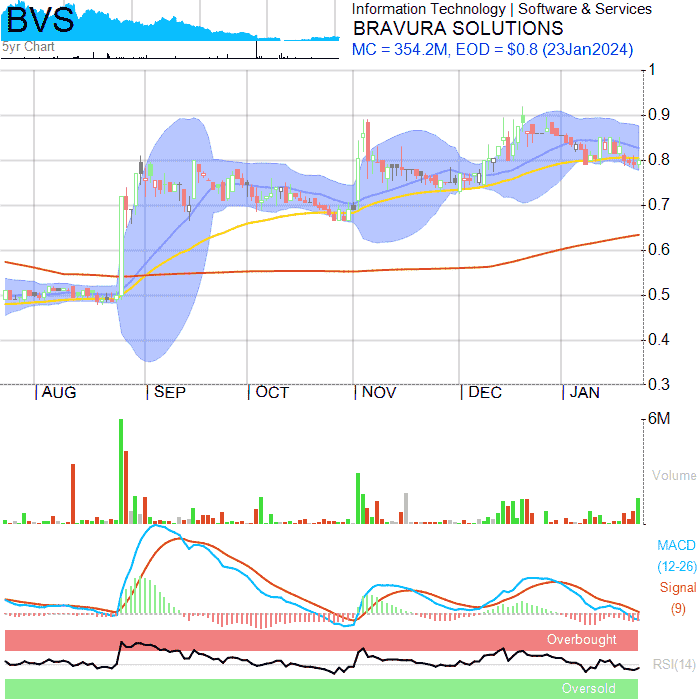 BVS
5yr Chart
Information Technology | Software & Services
BRAVURA SOLUTIONS
MC = 354.2M, EOD = $0.8 (23Jan2024)
1
0.9
0.8
0.7
0.6
0.5
0.4
0.3
AUG SEP OCT NOV DEC JAN
6M
Volume
MACD
(12-26)
Signal
(9)
Overbought
RSI(14)
Oversold